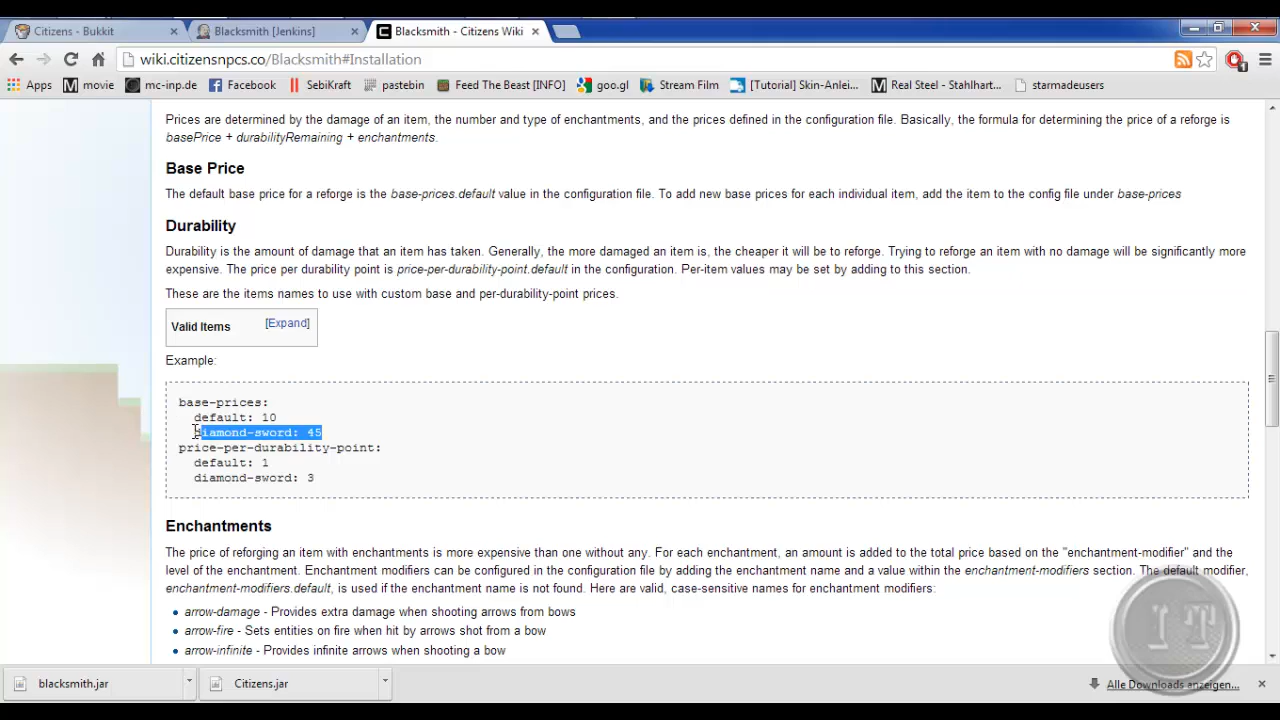 Citizens - Bukkit
Blacksmith [Jenkins]
Blacksmith - Citizens Wiki
wiki.citizensnpcs.co/Blacksmith#Installation
Apps movie mc-inp.de Facebook SebiKraft pastebin Feed The Beast [INFO] goo.gl Stream Film [Tutorial] Skin-Anlei... Real Steel - Stahlhart... starmadeusers
Prices are determined by the damage of an item, the number and type of enchantments, and the prices defined in the configuration file. Basically, the formula for determining the price of a reforge is
basePrice + durabilityRemaining + enchantments.
Base Price
The default base price for a reforge is the base-prices.default value in the configuration file. To add new base prices for each individual item, add the item to the config file under base-prices
Durability
Durability is the amount of damage that an item has taken. Generally, the more damaged an item is, the cheaper it will be to reforge. Trying to reforge an item with no damage will be significantly more
expensive. The price per durability point is price-per-durability-point.default in the configuration. Per-item values may be set by adding to this section.
These are the items names to use with custom base and per-durability-point prices.
Valid Items [Expand]
Example:
base-prices:
default: 10
diamond-sword: 45
price-per-durability-point:
default: 1
diamond-sword: 3
Enchantments
The price of reforging an item with enchantments is more expensive than one without any. For each enchantment, an amount is added to the total price based on the "enchantment-modifier" and the
level of the enchantment. Enchantment modifiers can be configured in the configuration file by adding the enchantment name and a value within the enchantment-modifiers section. The default modifier,
enchantment-modifiers.default, is used if the enchantment name is not found. Here are valid, case-sensitive names for enchantment modifiers:
arrow-damage - Provides extra damage when shooting arrows from bows
arrow-fire - Sets entities on fire when hit by arrows shot from a bow
arrow-infinite - Provides infinite arrows when shooting a bow
IT
blacksmith.jar
Citizens.jar
Alle Downloads anzeigen...